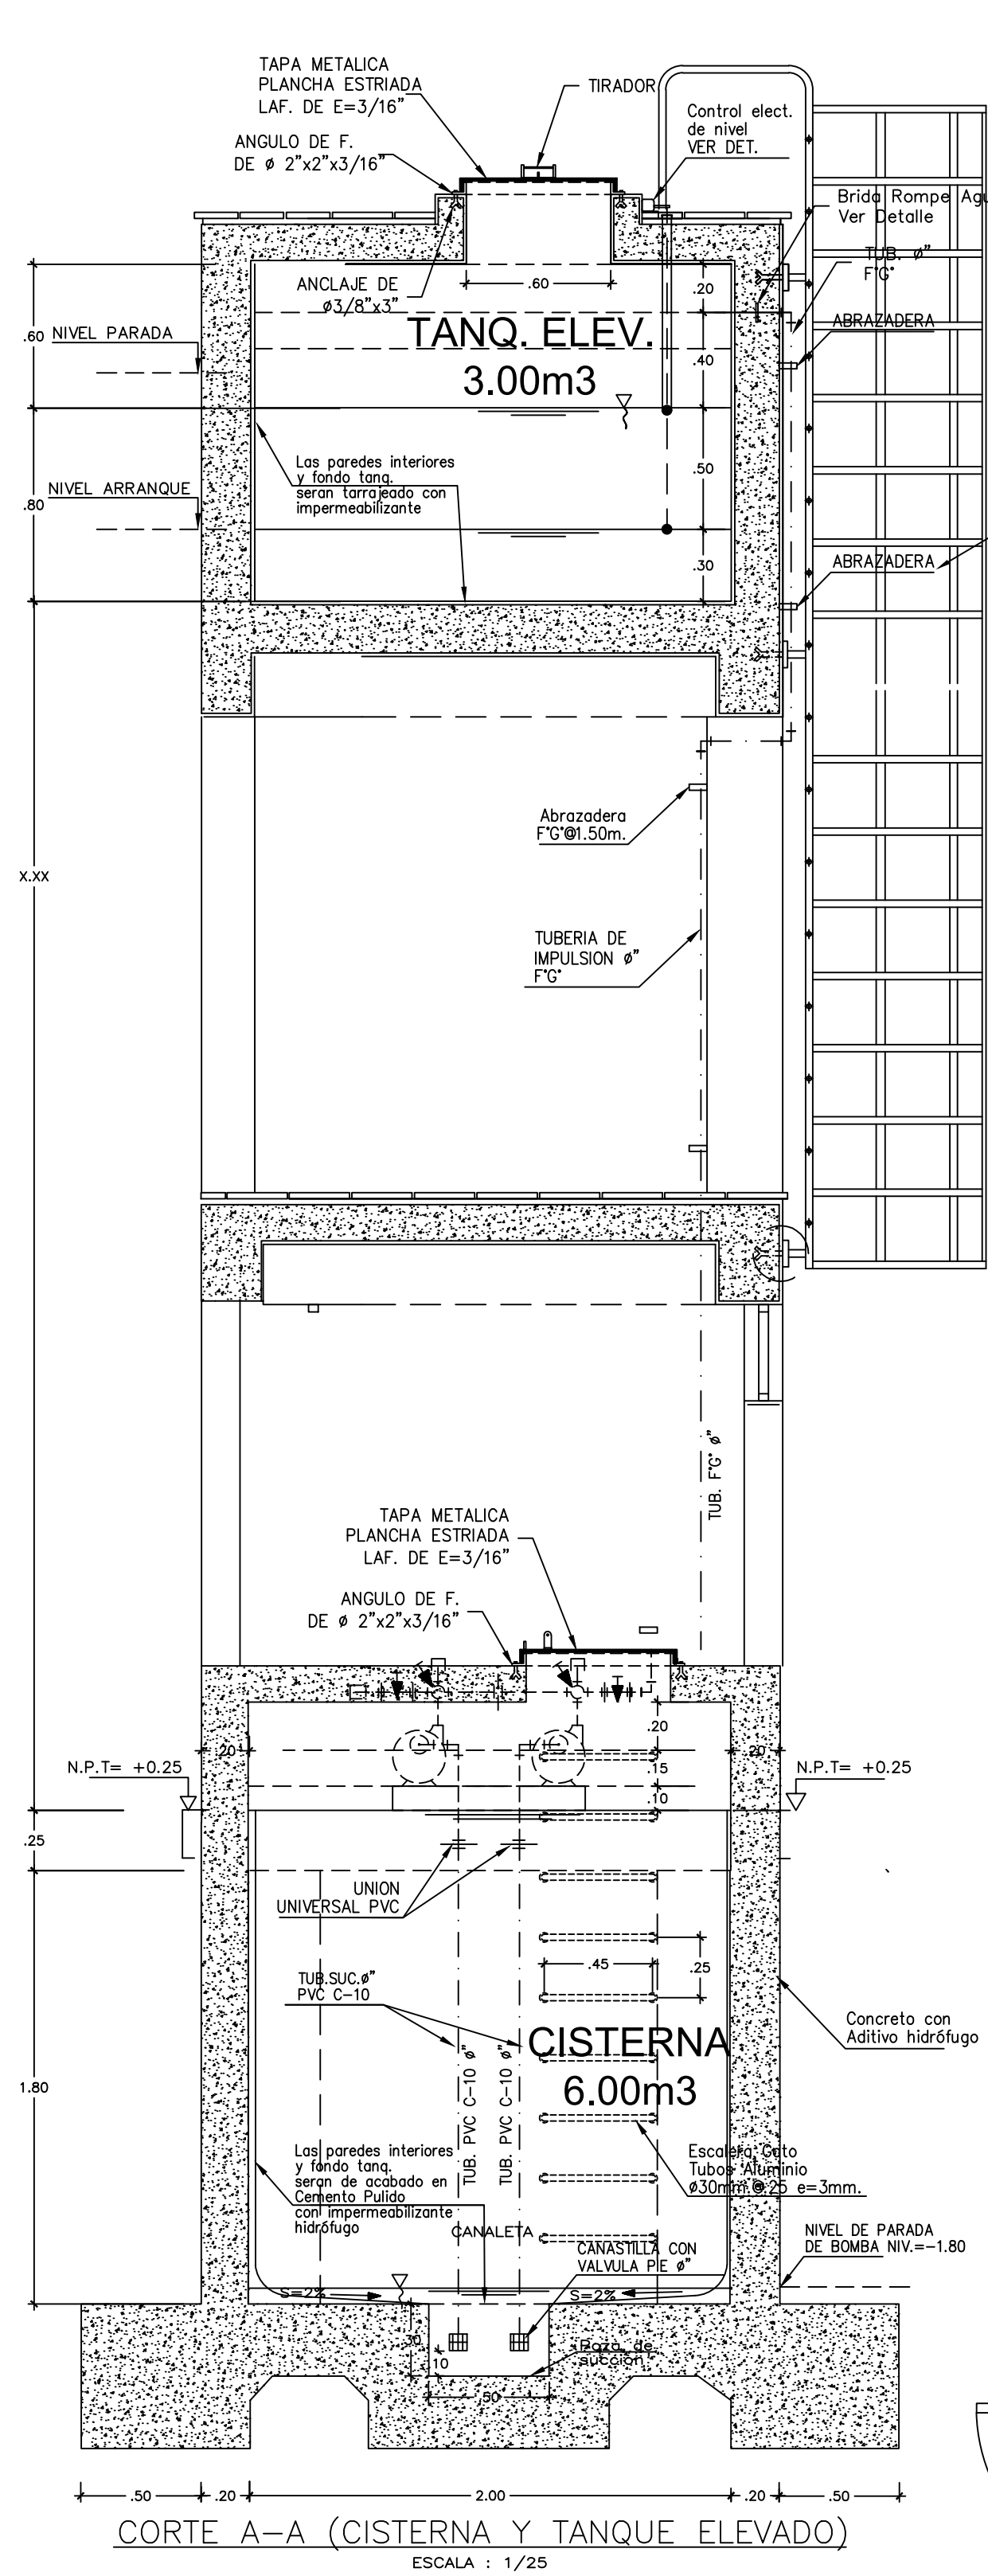 TAPA METALICA
PLANCHA ESTRIADA
LAF. DE E=3/16"
TIRADOR
Control elect.
de nivel
VER DET.
ANGULO DE F.
DE ø 2"x2"x3/16"
Brida Rompe Agu
Ver Detalle
TUB. ø"
F°G°
ANCLAJE DE
ø3/8"x3"
.60
.20
TANQ. ELEV.
3.00m3
.60
NIVEL PARADA
ABRAZADERA
.40
Las paredes interiores
y fondo tanq.
seran tarrajeado con
impermeabilizante
.50
NIVEL ARRANQUE
.80
.30
ABRAZADERA
Abrazadera
F°G°@1.50m.
X.XX
TUBERIA DE
IMPULSION ø"
F°G°
TUB. F°G° ø"
TAPA METALICA
PLANCHA ESTRIADA
LAF. DE E=3/16"
ANGULO DE F.
DE ø 2"x2"x3/16"
.20
.20
.20
.15
.10
N.P.T= +0.25
N.P.T= +0.25
.25
UNION
UNIVERSAL PVC
.45
.25
TUB.SUC.ø"
PVC C-10
Concreto con
Aditivo hidrófugo
CISTERNA
6.00m3
TUB. PVC C-10 ø"
TUB. PVC C-10 ø"
1.80
Las paredes interiores
y fondo tanq.
seran de acabado en
Cemento Pulido
con impermeabilizante
hidrófugo
Escalera Gato
Tubos Aluminio
ø30mm.@.25 e=3mm.
CANALETA
CANASTILLA CON
VALVULA PIE ø"
NIVEL DE PARADA
DE BOMBA NIV.=-1.80
S=2%
S=2%
.30
.10
Poza de
succion
.50
.50
.20
2.00
.20
.50
CORTE A-A (CISTERNA Y TANQUE ELEVADO)
ESCALA : 1/25